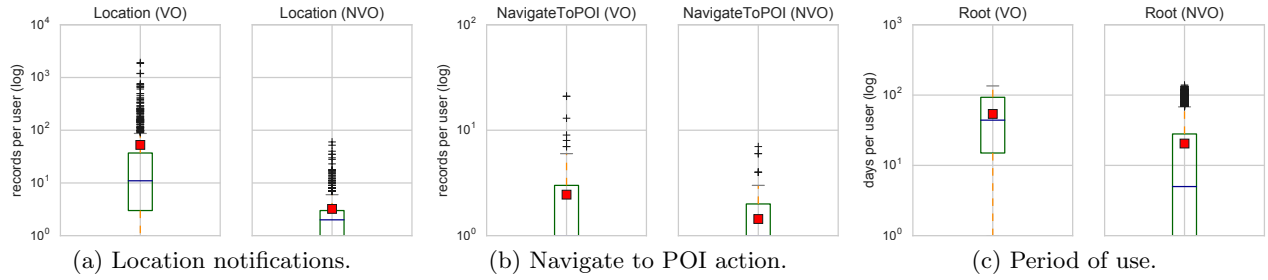 Location (VO) Location (NVO) NavigateToPOI (VO) NavigateToPOI (NVO) Root (VO) Root (NVO)
records per user (log)
10^4
10^3
10^2
10^1
10^0
records per user (log)
10^2
10^1
10^0
days per user (log)
10^3
10^2
10^1
10^0
(a) Location notifications. (b) Navigate to POI action. (c) Period of use.